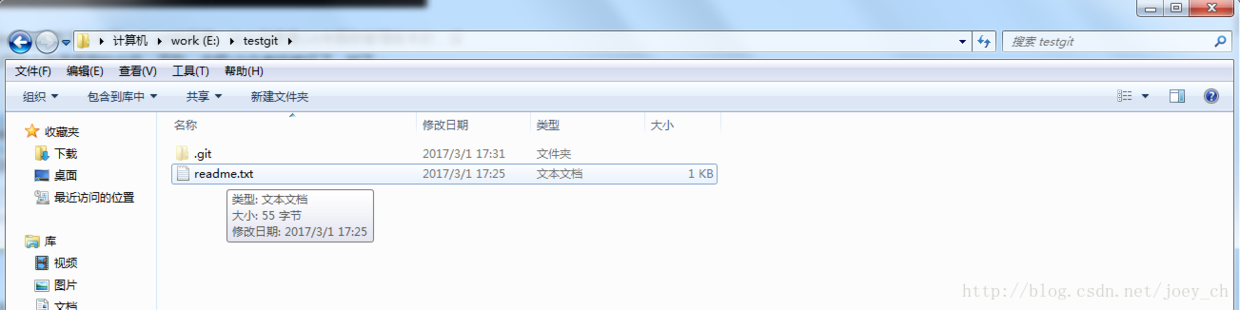 计算机 work (E:) testgit 搜索 testgit
文件(F) 编辑(E) 查看(V) 工具(T) 帮助(H)
组织 包含到库中 共享 新建文件夹
名称 修改日期 类型 大小
收藏夹
下载
桌面
最近访问的位置
库
视频
图片
文档
.git 2017/3/1 17:31 文件夹
readme.txt 2017/3/1 17:25 文本文档 1 KB
类型: 文本文档
大小: 55 字节
修改日期: 2017/3/1 17:25
http://blog.csdn.net/joey_ch